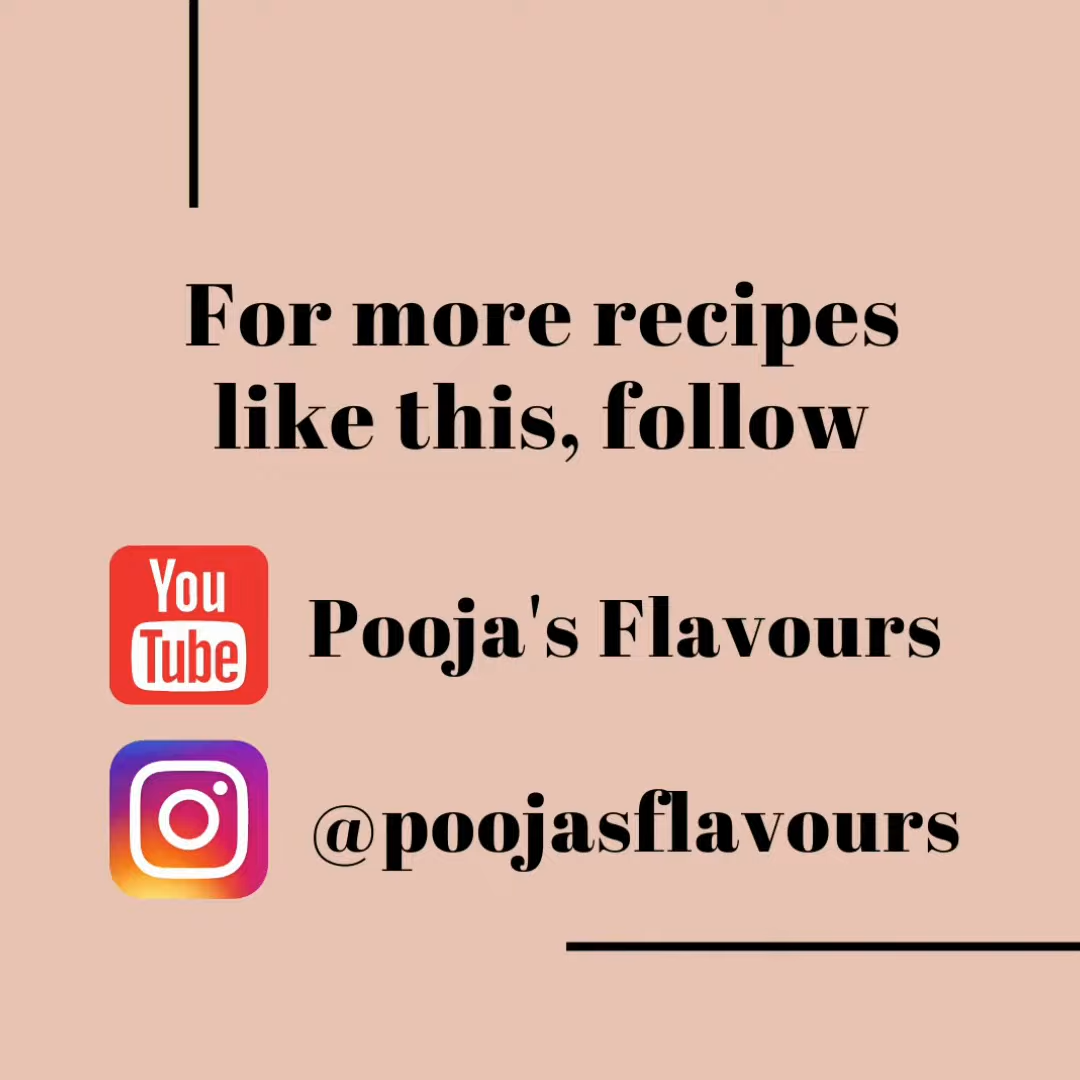 For more recipes
like this, follow
You
Tube
Pooja's Flavours
@poojasflavours